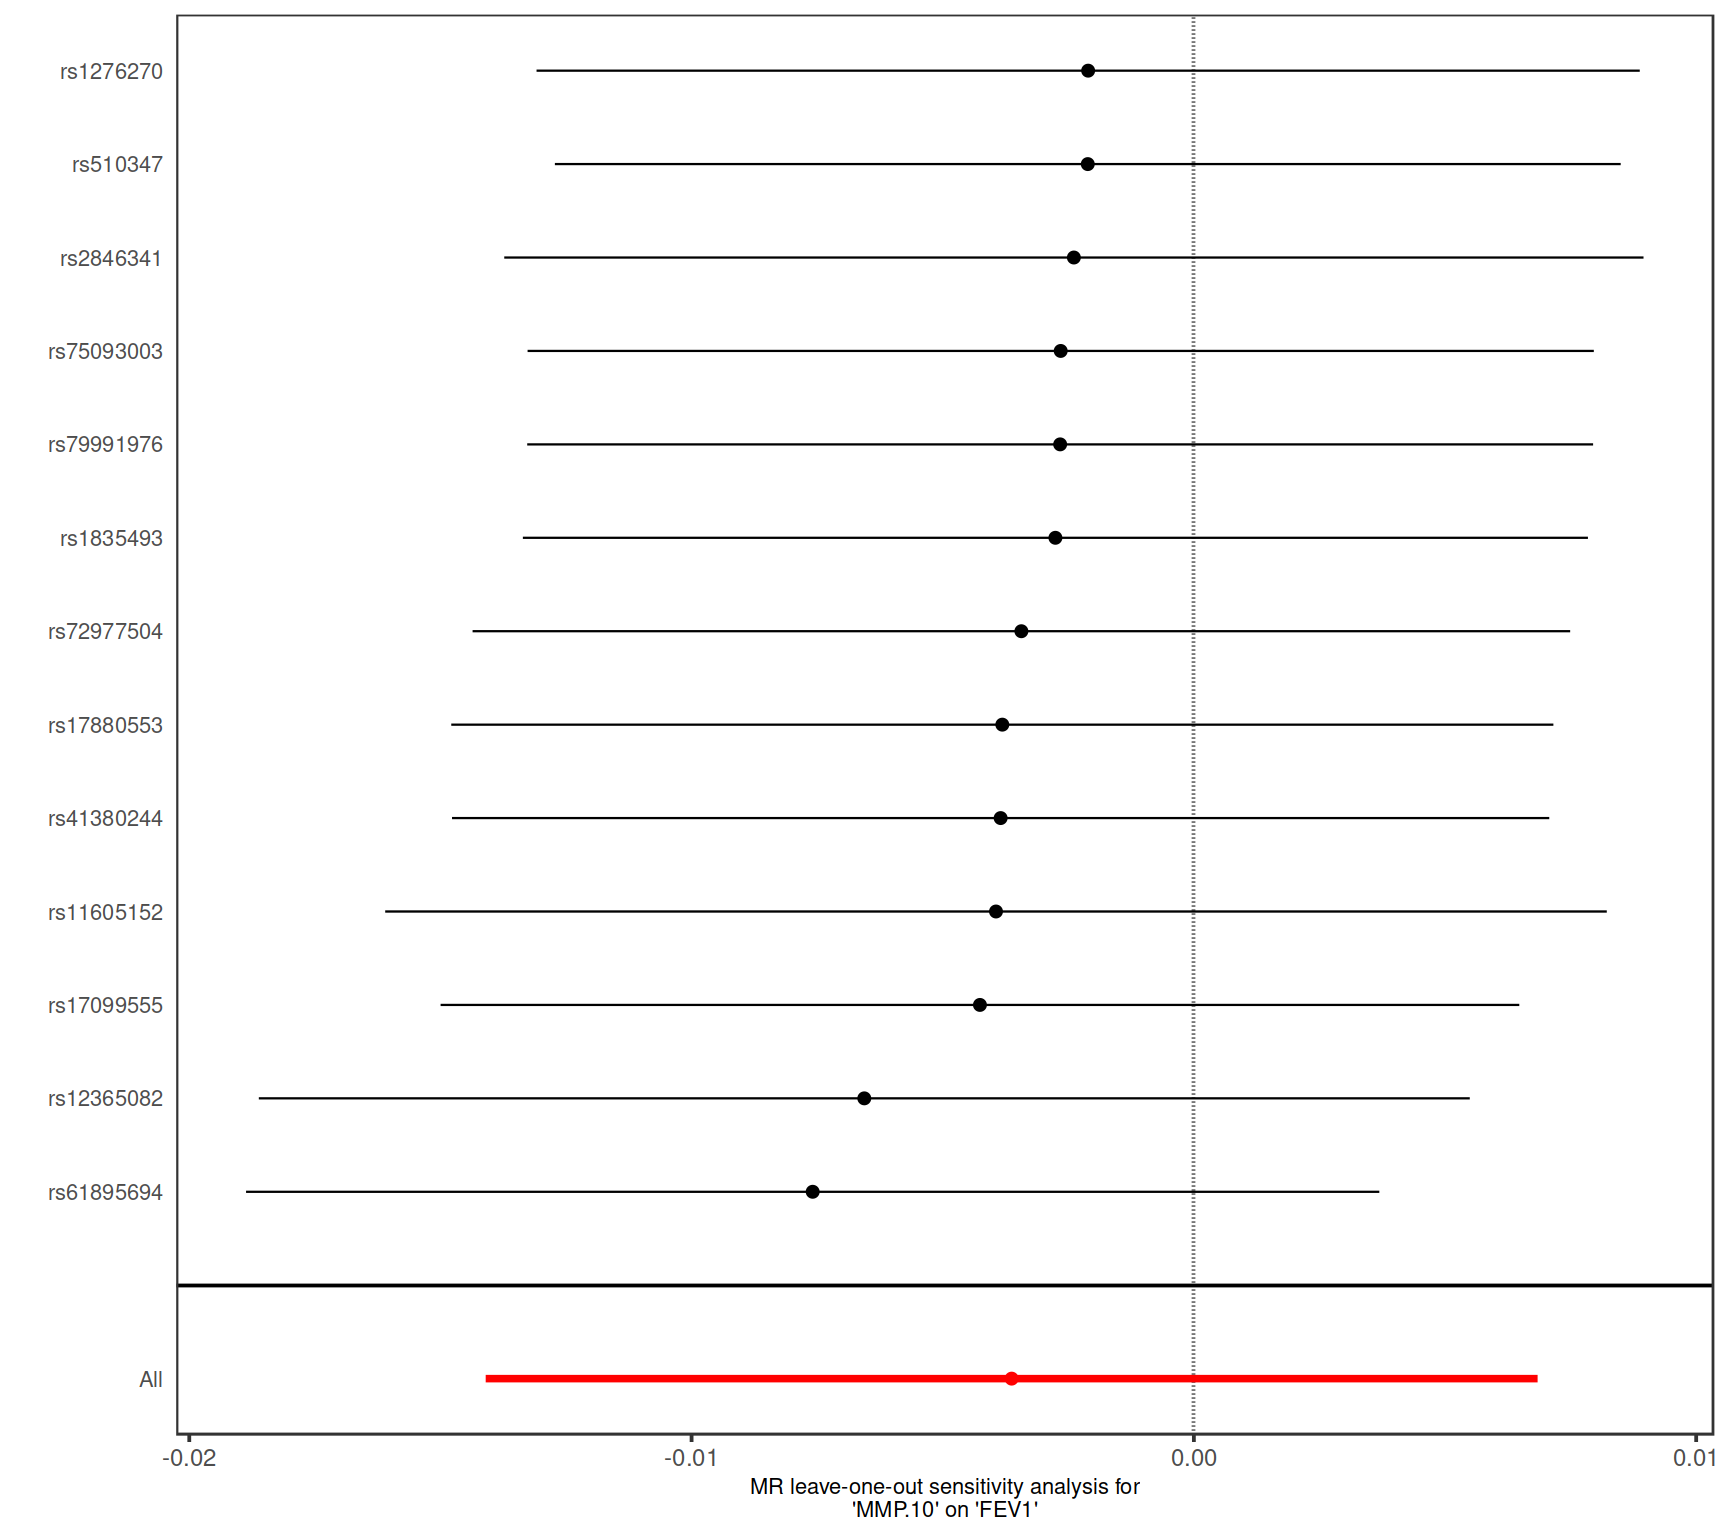 rs1276270
rs510347
rs2846341
rs75093003
rs79991976
rs1835493
rs72977504
rs17880553
rs41380244
rs11605152
rs17099555
rs12365082
rs61895694
All
-0.02 -0.01 0.00 0.01
MR leave-one-out sensitivity analysis for
'MMP.10' on 'FEV1'